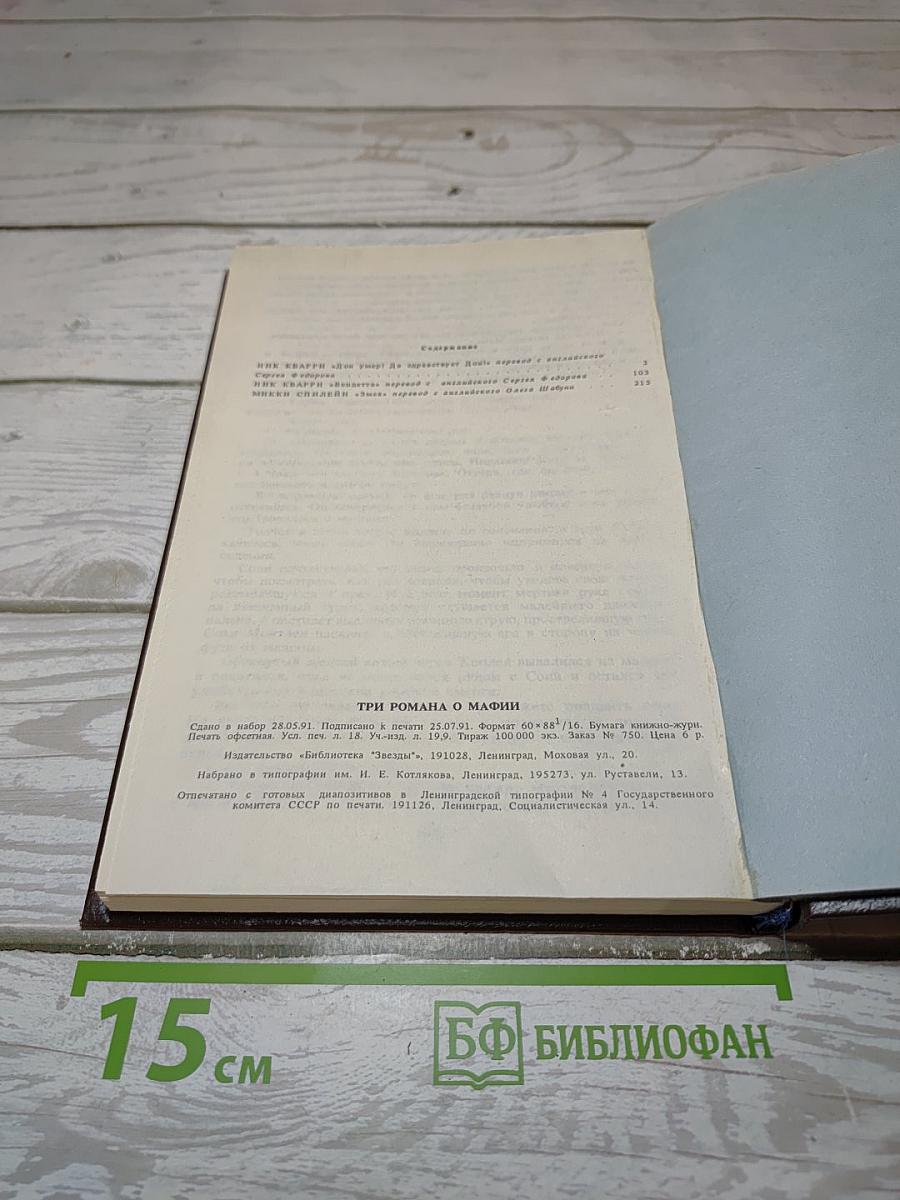 Содержание
НИК КВАРРИ «Дон умер! Да здравствует Дон!» перевод с английского
Сергея Федорова . . . 3
НИК КВАРРИ «Вендетта» перевод с английского Сергея Федорова . . . 103
МИККИ СПИЛЕЙН «Змея» перевод с английского Олега Шабуни . . . 215
ТРИ РОМАНА О МАФИИ
Сдано в набор 28.05.91. Подписано к печати 25.07.91. Формат 60×88¹/16. Бумага книжно-журн.
Печать офсетная. Усл. печ. л. 18. Уч.-изд. л. 19,9. Тираж 100 000 экз. Заказ № 750. Цена 6 р.
Издательство «Библиотека "Звезды"», 191028, Ленинград, Моховая ул., 20.
Набрано в типографии им. И. Е. Котлякова, Ленинград, 195273, ул. Руставели, 13.
Отпечатано с готовых диапозитивов в Ленинградской типографии № 4 Государственного
комитета СССР по печати. 191126, Ленинград, Социалистическая ул., 14.
15 см
БФ БИБЛИОФАН